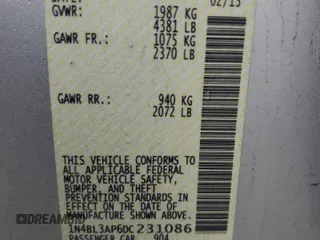 DATE: 02/13
GVWR: 1987 KG
4381 LB
GAWR FR: 1075 KG
2370 LB
GAWR RR: 940 KG
2072 LB
THIS VEHICLE CONFORMS TO ALL
APPLICABLE U.S. FEDERAL
MOTOR VEHICLE SAFETY,
BUMPER, AND THEFT
PREVENTION STANDARDS IN
EFFECT ON THE DATE OF
MANUFACTURE SHOWN ABOVE.
1N4BL3AP6DC231086
PASSENGER CAR 904
DREAMBID